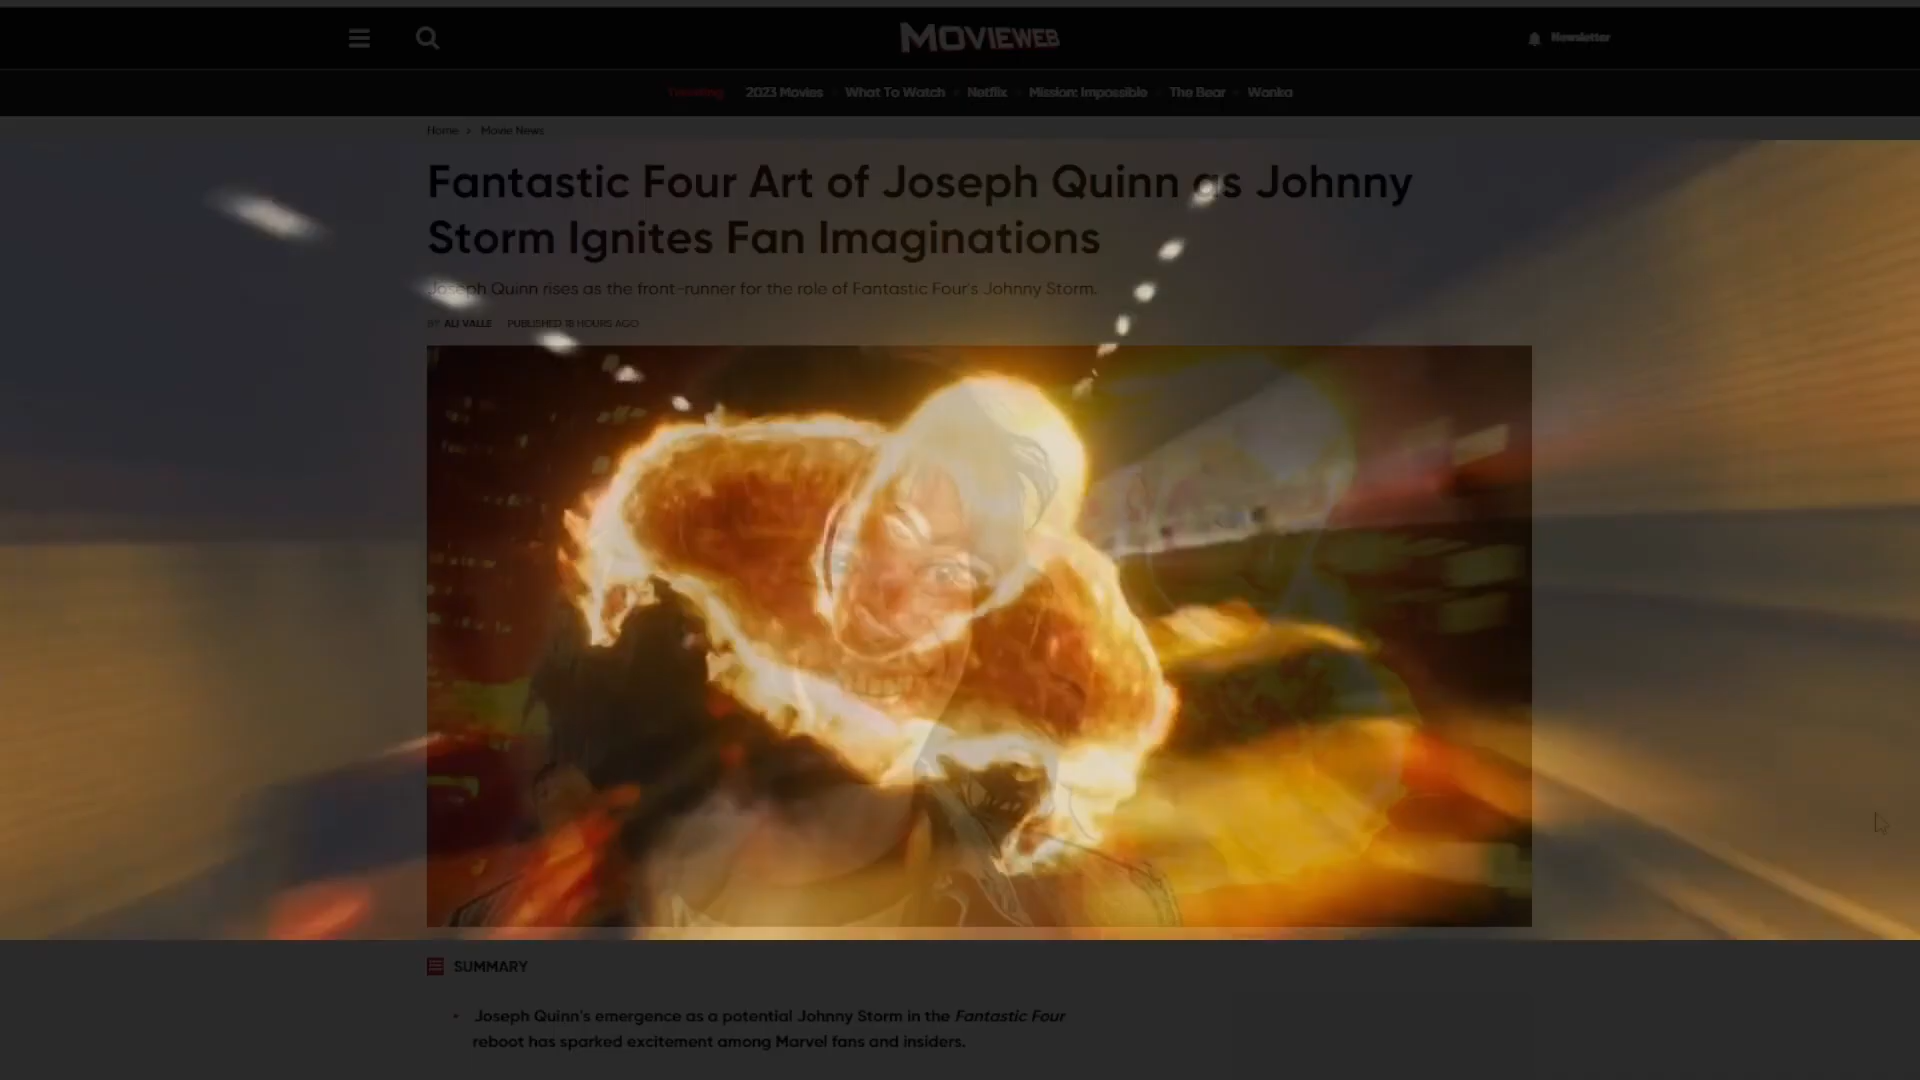 MOVIEWEB
Newsletter
Trending 2023 Movies What To Watch Netflix Mission: Impossible The Bear Wonka
Home > Movie News
Fantastic Four Art of Joseph Quinn as Johnny
Storm Ignites Fan Imaginations
Joseph Quinn rises as the front-runner for the role of Fantastic Four's Johnny Storm.
BY ALI VALLE PUBLISHED 18 HOURS AGO
SUMMARY
• Joseph Quinn's emergence as a potential Johnny Storm in the Fantastic Four
reboot has sparked excitement among Marvel fans and insiders.